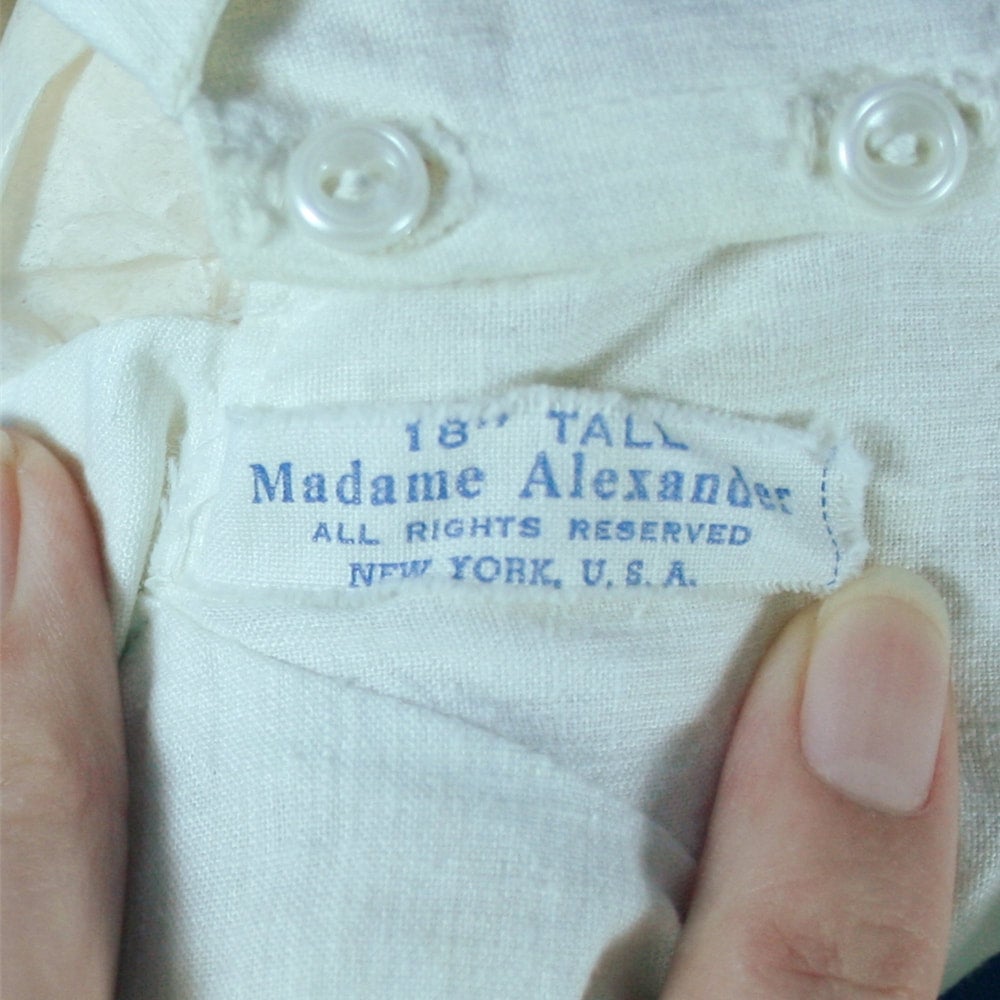 18" TALL
Madame Alexander
ALL RIGHTS RESERVED
NEW YORK, U. S. A.